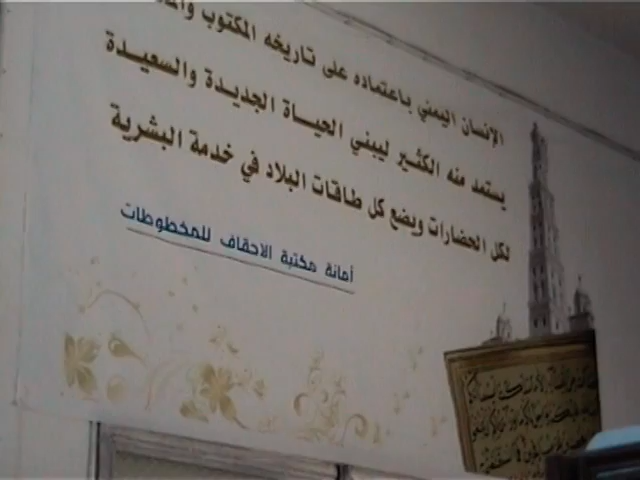 الإنسان اليمني باعتماده على تاريخه المكتوب
يستمد منه الكثير ليبني الحياة الجديدة والسعيدة
لكل الحضارات ويضع كل طاقات البلاد في خدمة البشرية
أمانة مكتبة الاحقاف للمخطوطات